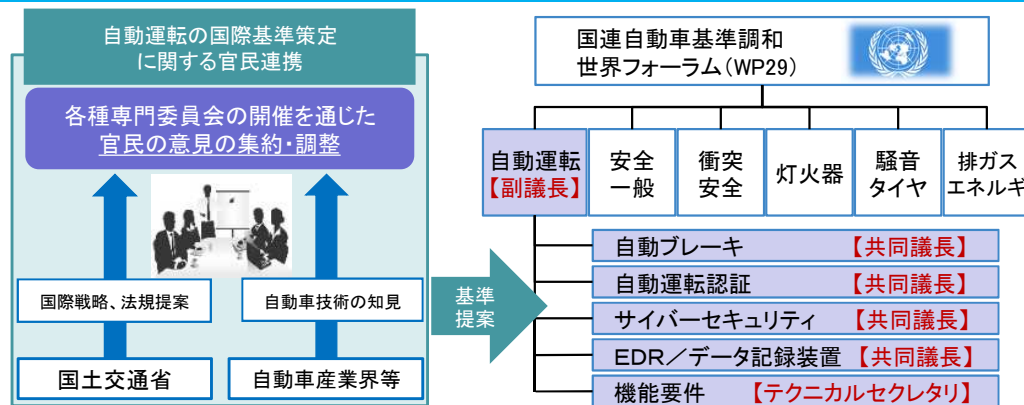 自動運転の国際基準策定
に関する官民連携
各種専門委員会の開催を通じた
官民の意見の集約・調整
国際戦略、法規提案
自動車技術の知見
国土交通省
自動車産業界等
基準
提案
国連自動車基準調和
世界フォーラム（WP29）
自動運転
【副議長】
安全
一般
衝突
安全
灯火器
騒音
タイヤ
排ガス
エネルギ
自動ブレーキ 【共同議長】
自動運転認証 【共同議長】
サイバーセキュリティ 【共同議長】
ＥＤＲ／データ記録装置 【共同議長】
機能要件 【テクニカルセクレタリ】